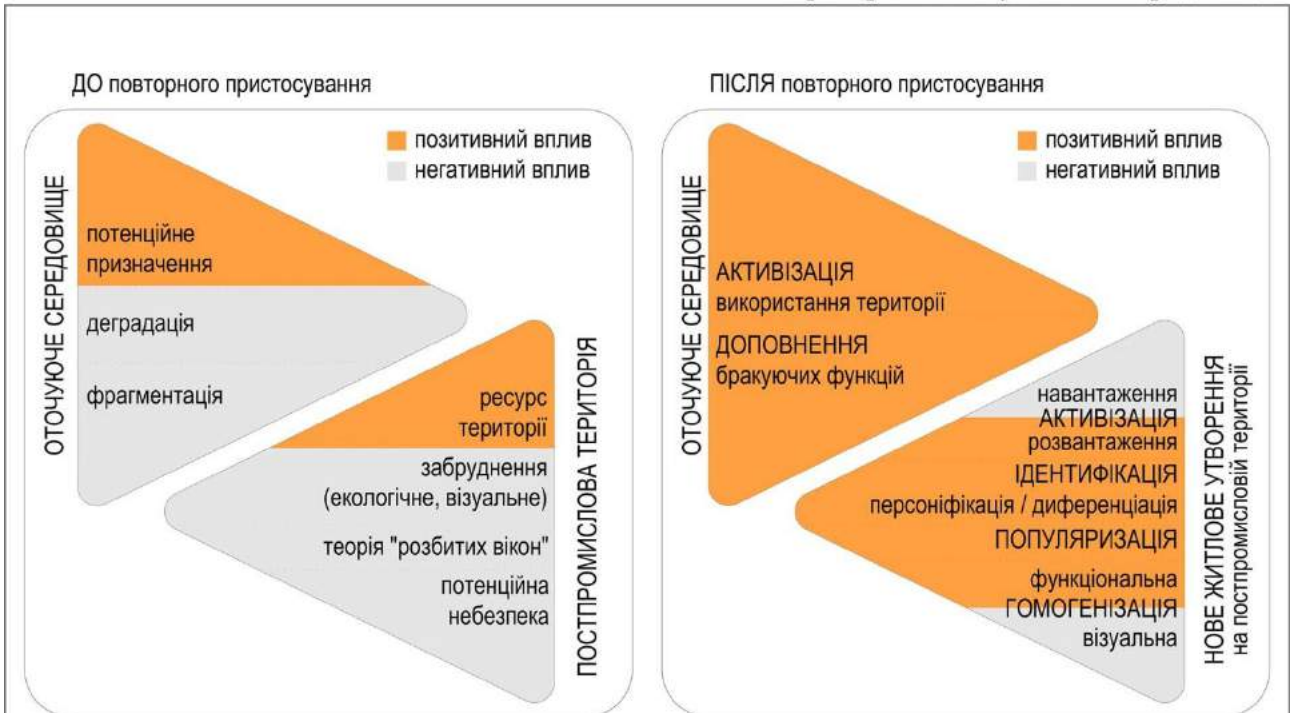 ДО повторного пристосування
позитивний вплив
негативний вплив
ОТОЧУЮЧЕ СЕРЕДОВИЩЕ
потенційне
призначення
деградація
фрагментація
ресурс
території
забруднення
(екологічне, візуальне)
теорія "розбитих вікон"
потенційна
небезпека
ПОСТПРОМИСЛОВА ТЕРИТОРІЯ
ПІСЛЯ повторного пристосування
позитивний вплив
негативний вплив
ОТОЧУЮЧЕ СЕРЕДОВИЩЕ
АКТИВІЗАЦІЯ
використання території
ДОПОВНЕННЯ
бракуючих функцій
навантаження
АКТИВІЗАЦІЯ
розвантаження
ІДЕНТИФІКАЦІЯ
персоніфікація / диференціація
ПОПУЛЯРИЗАЦІЯ
функціональна
ГОМОГЕНІЗАЦІЯ
візуальна
НОВЕ ЖИТЛОВЕ УТВОРЕННЯ
на постпромисловій території